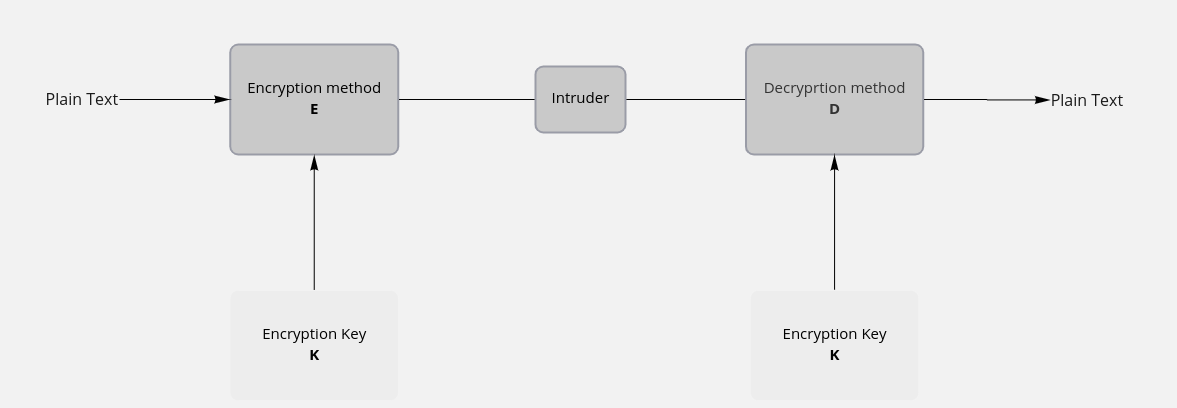 Plain Text
Encryption method
E
Intruder
Decryprtion method
D
Plain Text
Encryption Key
K
Encryption Key
K